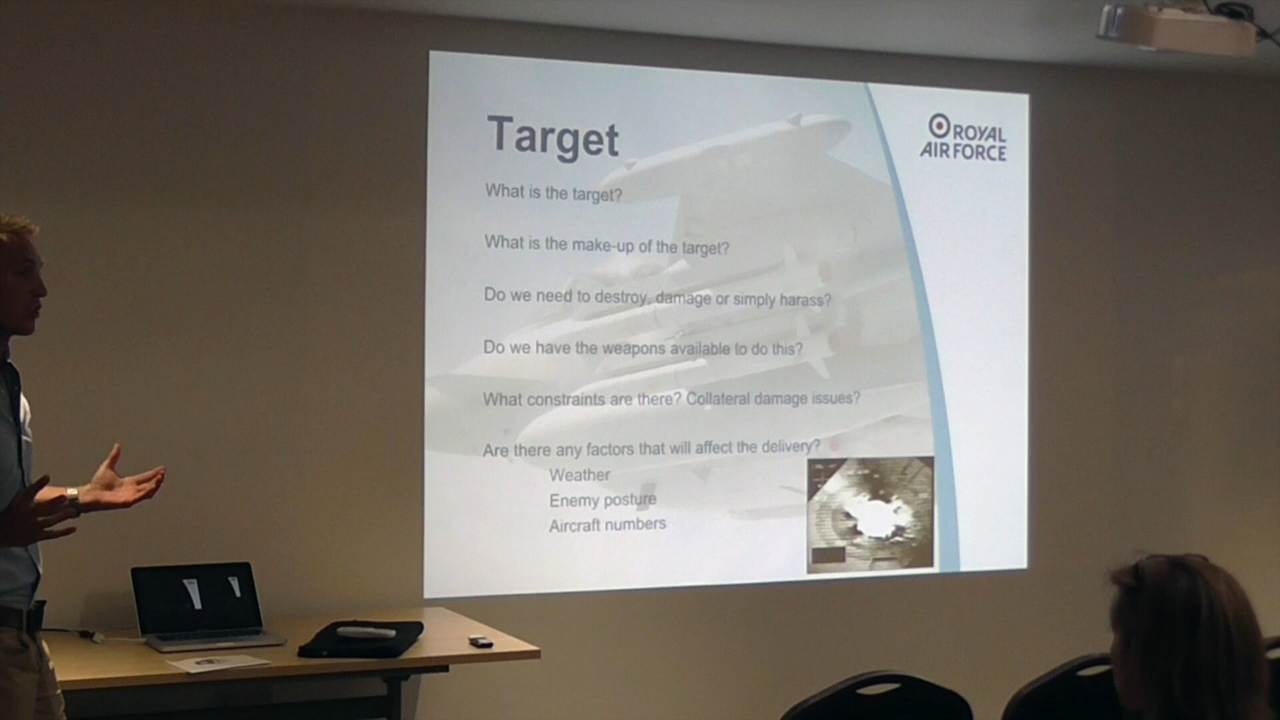 Target
ROYAL
AIR FORCE
What is the target?
What is the make-up of the target?
Do we need to destroy, damage or simply harass?
Do we have the weapons available to do this?
What constraints are there? Collateral damage issues?
Are there any factors that will affect the delivery?
Weather
Enemy posture
Aircraft numbers